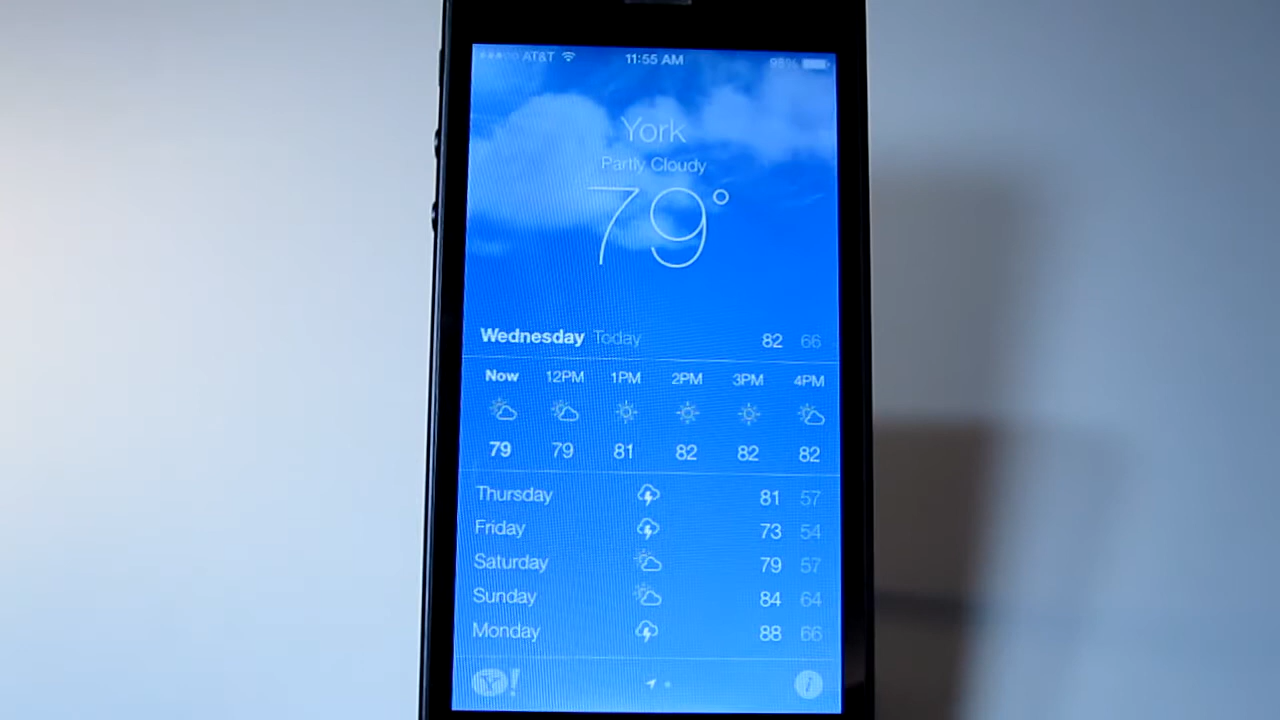 AT&T 11:55 AM 98%
York
Partly Cloudy
79°
Wednesday Today 82 66
Now 12PM 1PM 2PM 3PM 4PM
79 79 81 82 82 82
Thursday 81 57
Friday 73 54
Saturday 79 57
Sunday 84 64
Monday 88 66
Y! i